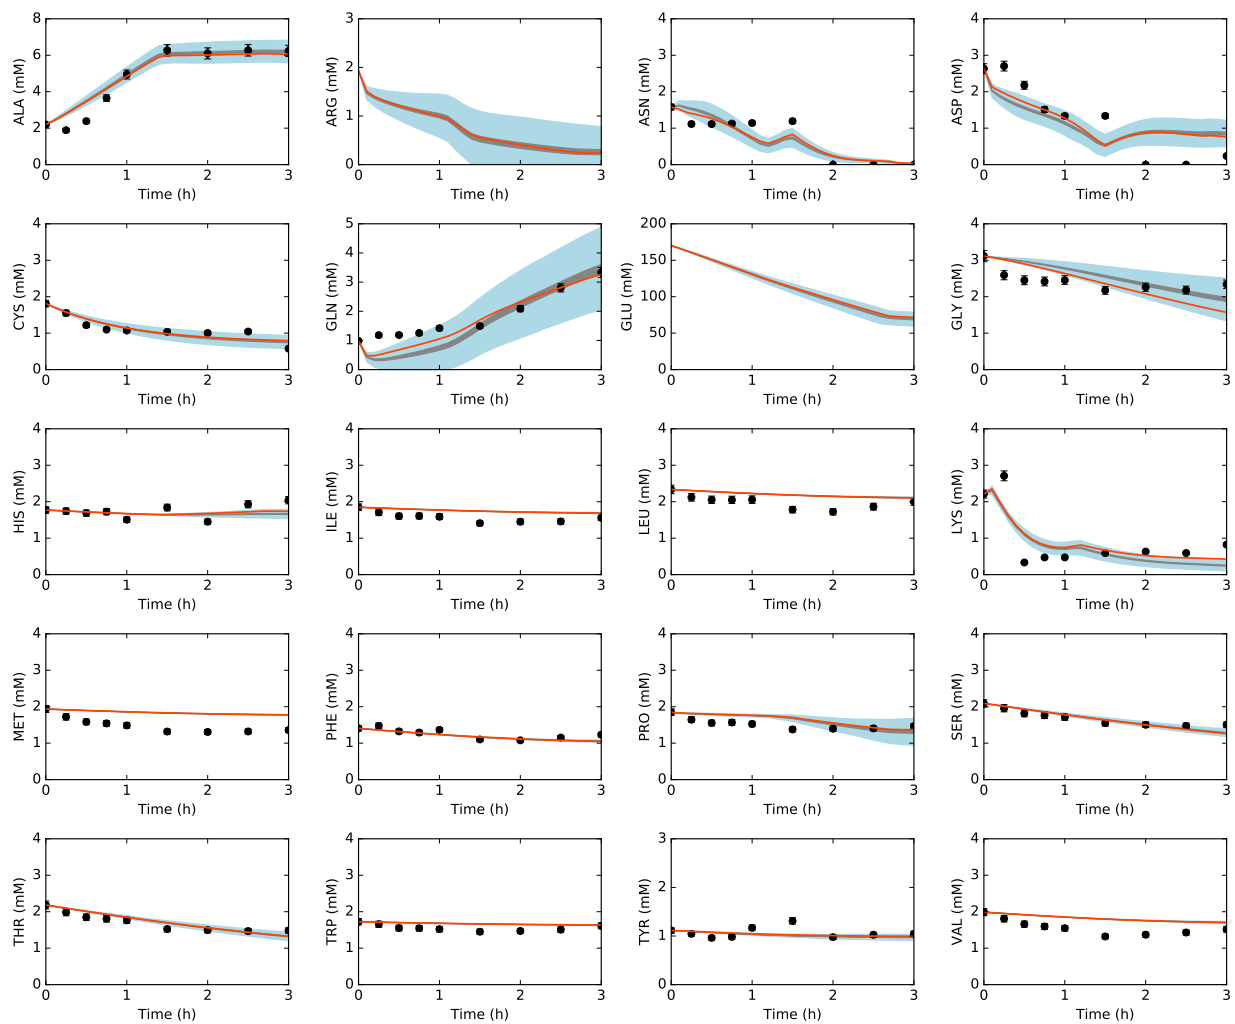 ALA (mM)
8
6
4
2
0
0 1 2 3
Time (h)
ARG (mM)
3
2
1
0
0 1 2 3
Time (h)
ASN (mM)
4
3
2
1
0
0 1 2 3
Time (h)
ASP (mM)
4
3
2
1
0
0 1 2 3
Time (h)
CYS (mM)
4
3
2
1
0
0 1 2 3
Time (h)
GLN (mM)
5
4
3
2
1
0
0 1 2 3
Time (h)
GLU (mM)
200
150
100
50
0
0 1 2 3
Time (h)
GLY (mM)
4
3
2
1
0
0 1 2 3
Time (h)
HIS (mM)
4
3
2
1
0
0 1 2 3
Time (h)
ILE (mM)
4
3
2
1
0
0 1 2 3
Time (h)
LEU (mM)
4
3
2
1
0
0 1 2 3
Time (h)
LYS (mM)
4
3
2
1
0
0 1 2 3
Time (h)
MET (mM)
4
3
2
1
0
0 1 2 3
Time (h)
PHE (mM)
4
3
2
1
0
0 1 2 3
Time (h)
PRO (mM)
4
3
2
1
0
0 1 2 3
Time (h)
SER (mM)
4
3
2
1
0
0 1 2 3
Time (h)
THR (mM)
4
3
2
1
0
0 1 2 3
Time (h)
TRP (mM)
4
3
2
1
0
0 1 2 3
Time (h)
TYR (mM)
3
2
1
0
0 1 2 3
Time (h)
VAL (mM)
4
3
2
1
0
0 1 2 3
Time (h)